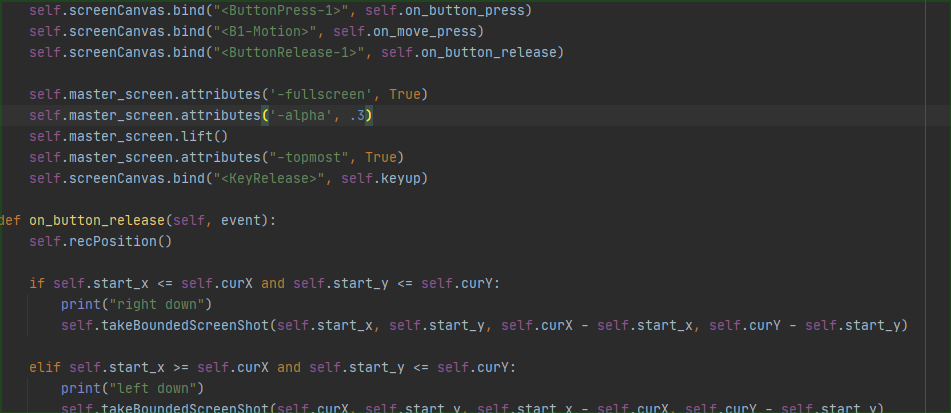 self.screenCanvas.bind("<ButtonPress-1>", self.on_button_press)
self.screenCanvas.bind("<B1-Motion>", self.on_move_press)
self.screenCanvas.bind("<ButtonRelease-1>", self.on_button_release)
self.master_screen.attributes('-fullscreen', True)
self.master_screen.attributes('-alpha', .3)
self.master_screen.lift()
self.master_screen.attributes("-topmost", True)
self.screenCanvas.bind("<KeyRelease>", self.keyup)
def on_button_release(self, event):
self.recPosition()
if self.start_x <= self.curX and self.start_y <= self.curY:
print("right down")
self.takeBoundedScreenShot(self.start_x, self.start_y, self.curX - self.start_x, self.curY - self.start_y)
elif self.start_x >= self.curX and self.start_y <= self.curY:
print("left down")
self.takeBoundedScreenShot(self.curX, self.start_y, self.start_x - self.curX, self.curY - self.start_y)